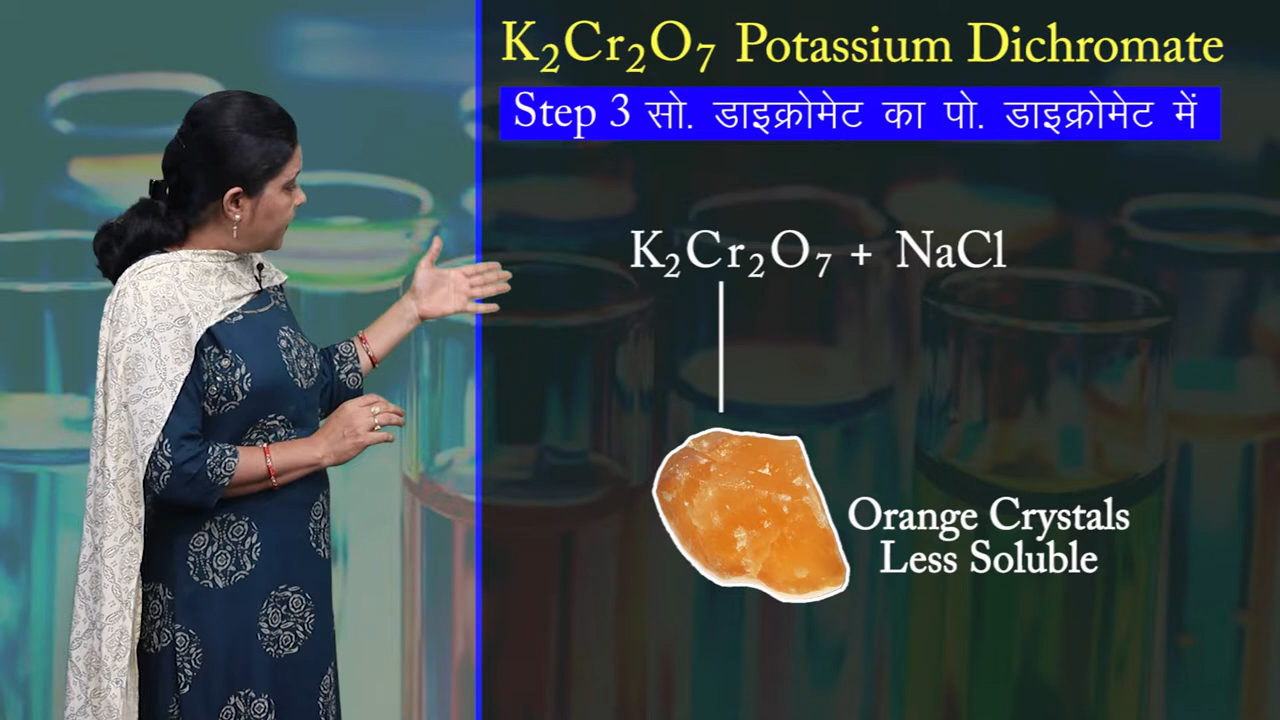 K₂Cr₂O₇ Potassium Dichromate
Step 3 सो. डाइक्रोमेट का पो. डाइक्रोमेट में
K₂Cr₂O₇ + NaCl
Orange Crystals
Less Soluble